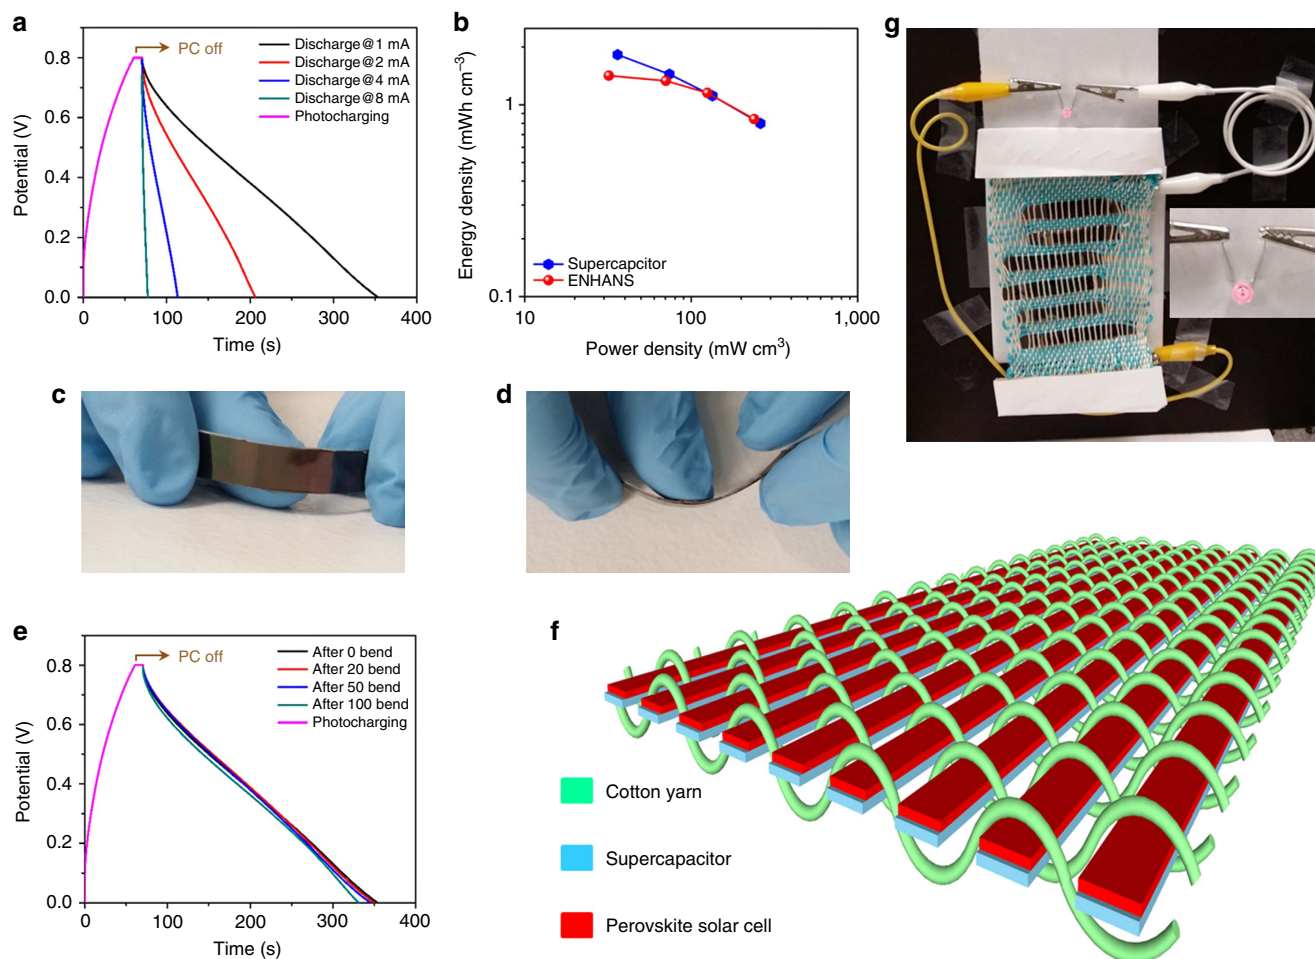 a
PC off
Discharge@1 mA
Discharge@2 mA
Discharge@4 mA
Discharge@8 mA
Photocharging
Potential (V)
0.8
0.6
0.4
0.2
0.0
0
100
200
300
400
Time (s)
b
Energy density (mWh cm⁻³)
1
0.1
Supercapcitor
ENHANS
10
100
1,000
Power density (mW cm³)
g
c
d
e
PC off
After 0 bend
After 20 bend
After 50 bend
After 100 bend
Photocharging
Potential (V)
0.8
0.6
0.4
0.2
0.0
0
100
200
300
400
Time (s)
f
Cotton yarn
Supercapacitor
Perovskite solar cell